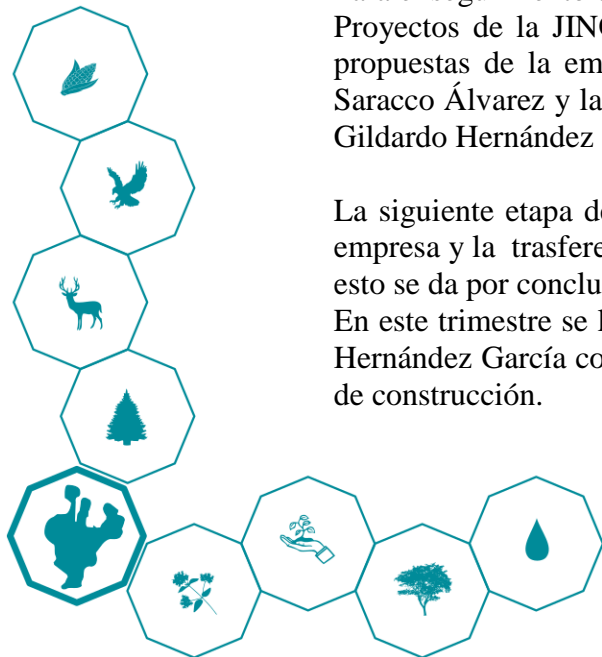 Proyectos de la JINO
propuestas de la em
Saracco Álvarez y la
Gildardo Hernández
La siguiente etapa de
empresa y la trasfere
esto se da por conclu
En este trimestre se l
Hernández García co
de construcción.